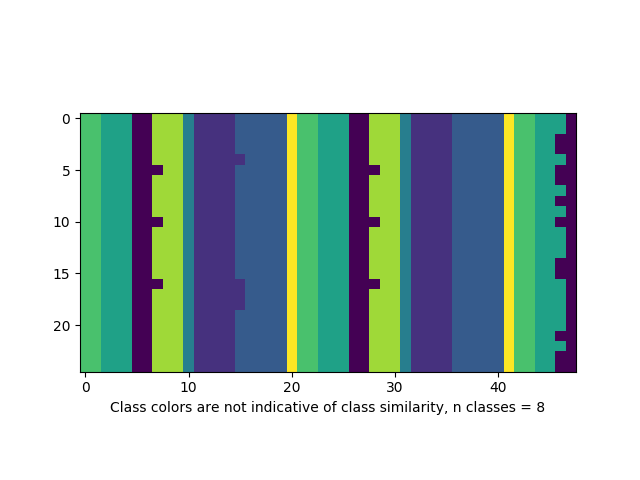 0
5
10
15
20
0 10 20 30 40
Class colors are not indicative of class similarity, n classes = 8